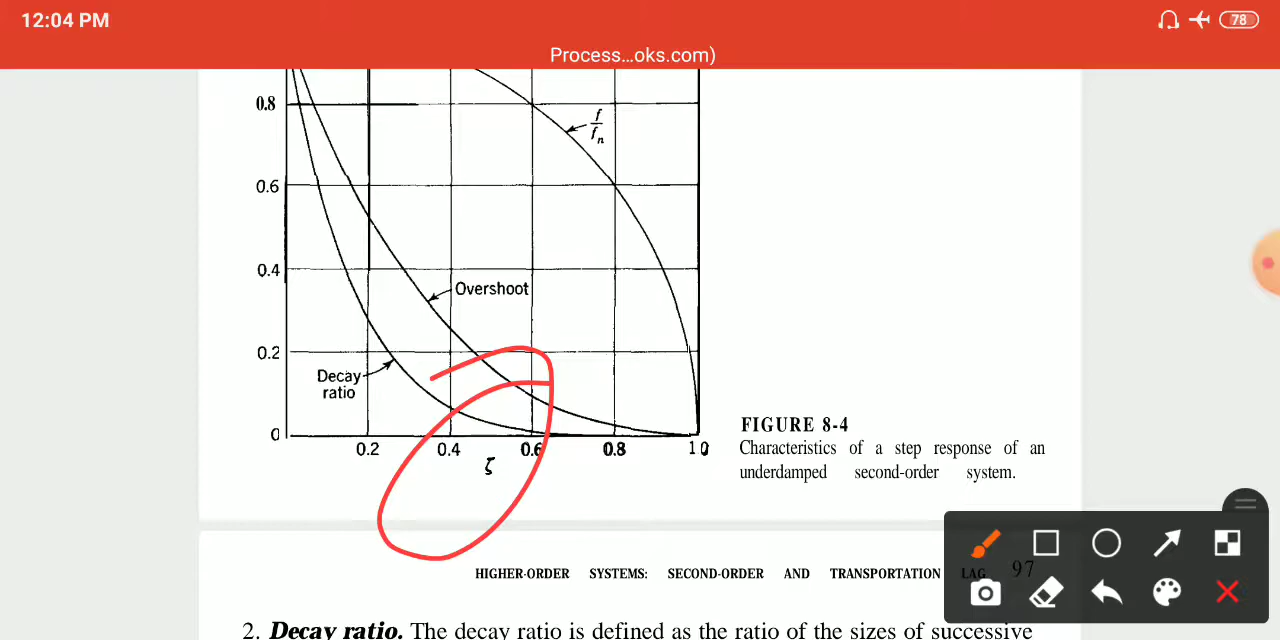 12:04 PM
78
Process...oks.com)
0.8
f
fn
0.6
0.4
Overshoot
0.2
Decay
ratio
0
0.2 0.4 0.6 0.8 1 0
ζ
FIGURE 8-4
Characteristics of a step response of an
underdamped second-order system.
HIGHER-ORDER SYSTEMS: SECOND-ORDER AND TRANSPORTATION LAG 97
2. Decay ratio. The decay ratio is defined as the ratio of the sizes of successive